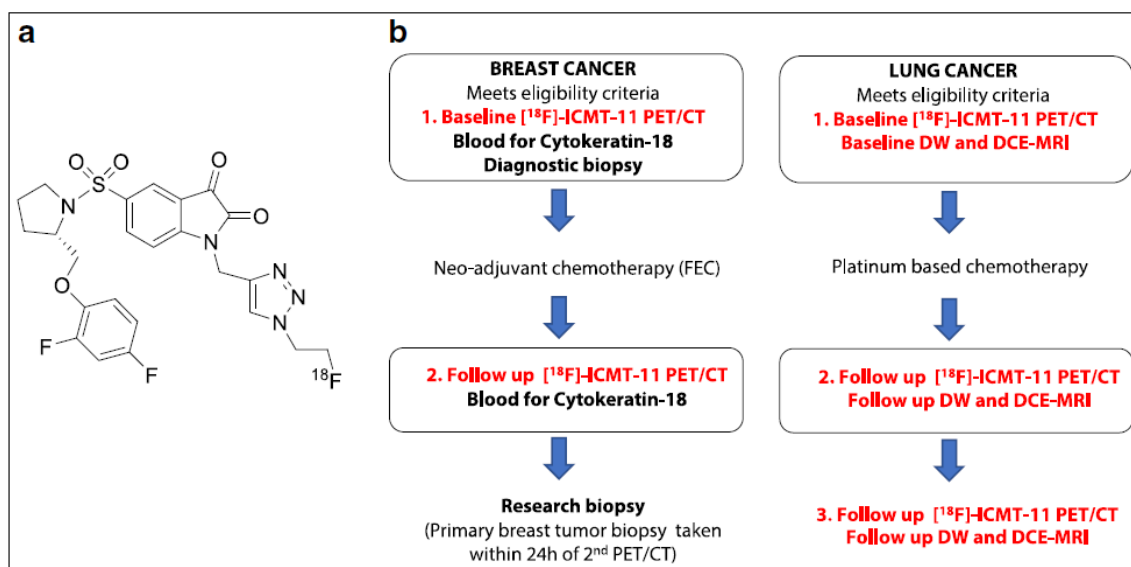 a
b
BREAST CANCER
Meets eligibility criteria
1. Baseline [¹⁸F]-ICMT-11 PET/CT
Blood for Cytokeratin-18
Diagnostic biopsy
Neo-adjuvant chemotherapy (FEC)
2. Follow up [¹⁸F]-ICMT-11 PET/CT
Blood for Cytokeratin-18
Research biopsy
(Primary breast tumor biopsy taken
within 24h of 2ⁿᵈ PET/CT)
LUNG CANCER
Meets eligibility criteria
1. Baseline [¹⁸F]-ICMT-11 PET/CT
Baseline DW and DCE-MRI
Platinum based chemotherapy
2. Follow up [¹⁸F]-ICMT-11 PET/CT
Follow up DW and DCE-MRI
3. Follow up [¹⁸F]-ICMT-11 PET/CT
Follow up DW and DCE-MRI
O O
S
N
O
O
N
O
F
F
N
N
N
¹⁸F